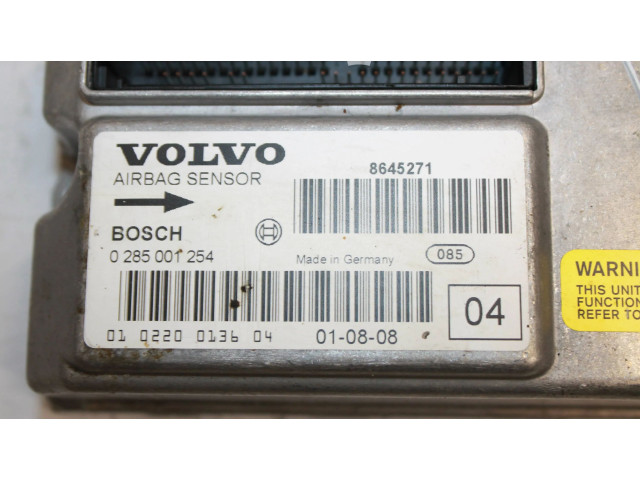 VOLVO
AIRBAG SENSOR
8645271
BOSCH
0 285 001 254
Made in Germany
085
01 0220 0136 04
01-08-08
04
WARNI
THIS UNIT
FUNCTION
REFER TO